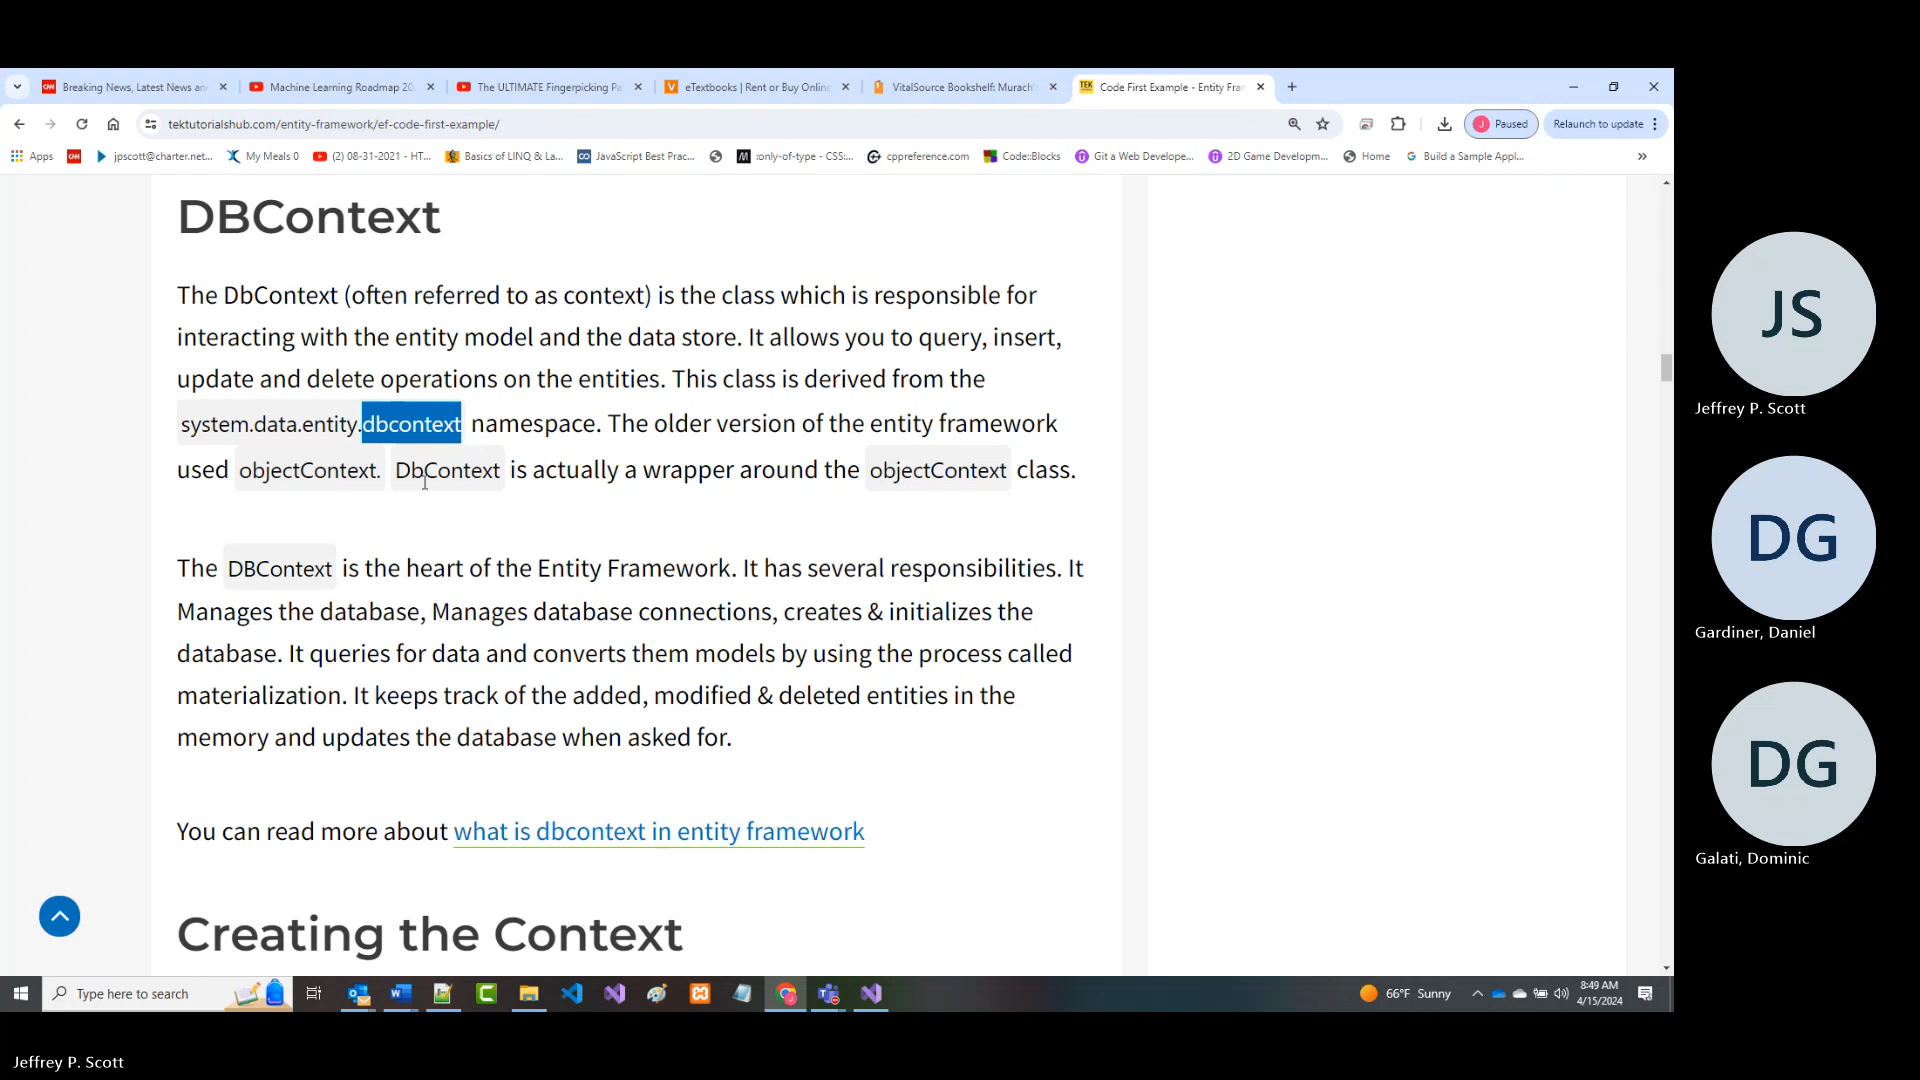 Breaking News, Latest News an
Machine Learning Roadmap 20
The ULTIMATE Fingerpicking Pa
eTextbooks | Rent or Buy Online
VitalSource Bookshelf: Murach'
Code First Example - Entity Fra
tektutorialshub.com/entity-framework/ef-code-first-example/
Paused
Relaunch to update
Apps
jpscott@charter.net...
My Meals 0
(2) 08-31-2021 - HT...
Basics of LINQ & La...
JavaScript Best Prac...
:only-of-type - CSS:...
cppreference.com
Code::Blocks
Git a Web Develope...
2D Game Developm...
Home
Build a Sample Appl...
DBContext
The DbContext (often referred to as context) is the class which is responsible for
interacting with the entity model and the data store. It allows you to query, insert,
update and delete operations on the entities. This class is derived from the
system.data.entity.dbcontext namespace. The older version of the entity framework
used objectContext. DbContext is actually a wrapper around the objectContext class.
The DBContext is the heart of the Entity Framework. It has several responsibilities. It
Manages the database, Manages database connections, creates & initializes the
database. It queries for data and converts them models by using the process called
materialization. It keeps track of the added, modified & deleted entities in the
memory and updates the database when asked for.
You can read more about what is dbcontext in entity framework
Creating the Context
Type here to search
66°F Sunny
8:49 AM
4/15/2024
JS
Jeffrey P. Scott
DG
Gardiner, Daniel
DG
Galati, Dominic
Jeffrey P. Scott